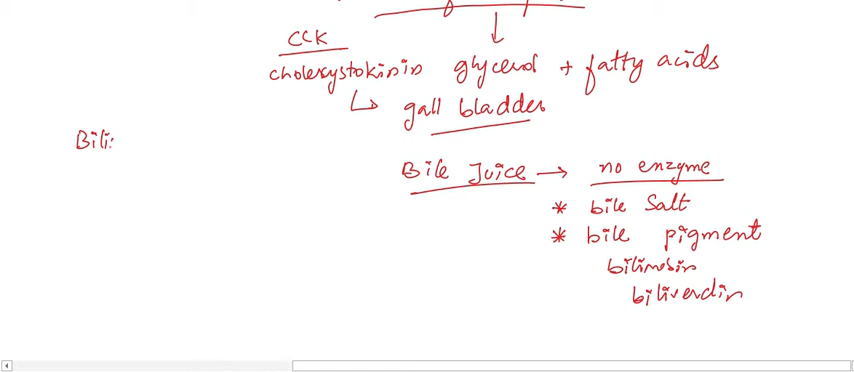 CCK
cholecystokinin glycerol + fatty acids
gall bladder
Bili
Bile Juice → no enzyme
* bile Salt
* bile pigment
bilirubin
biliverdin